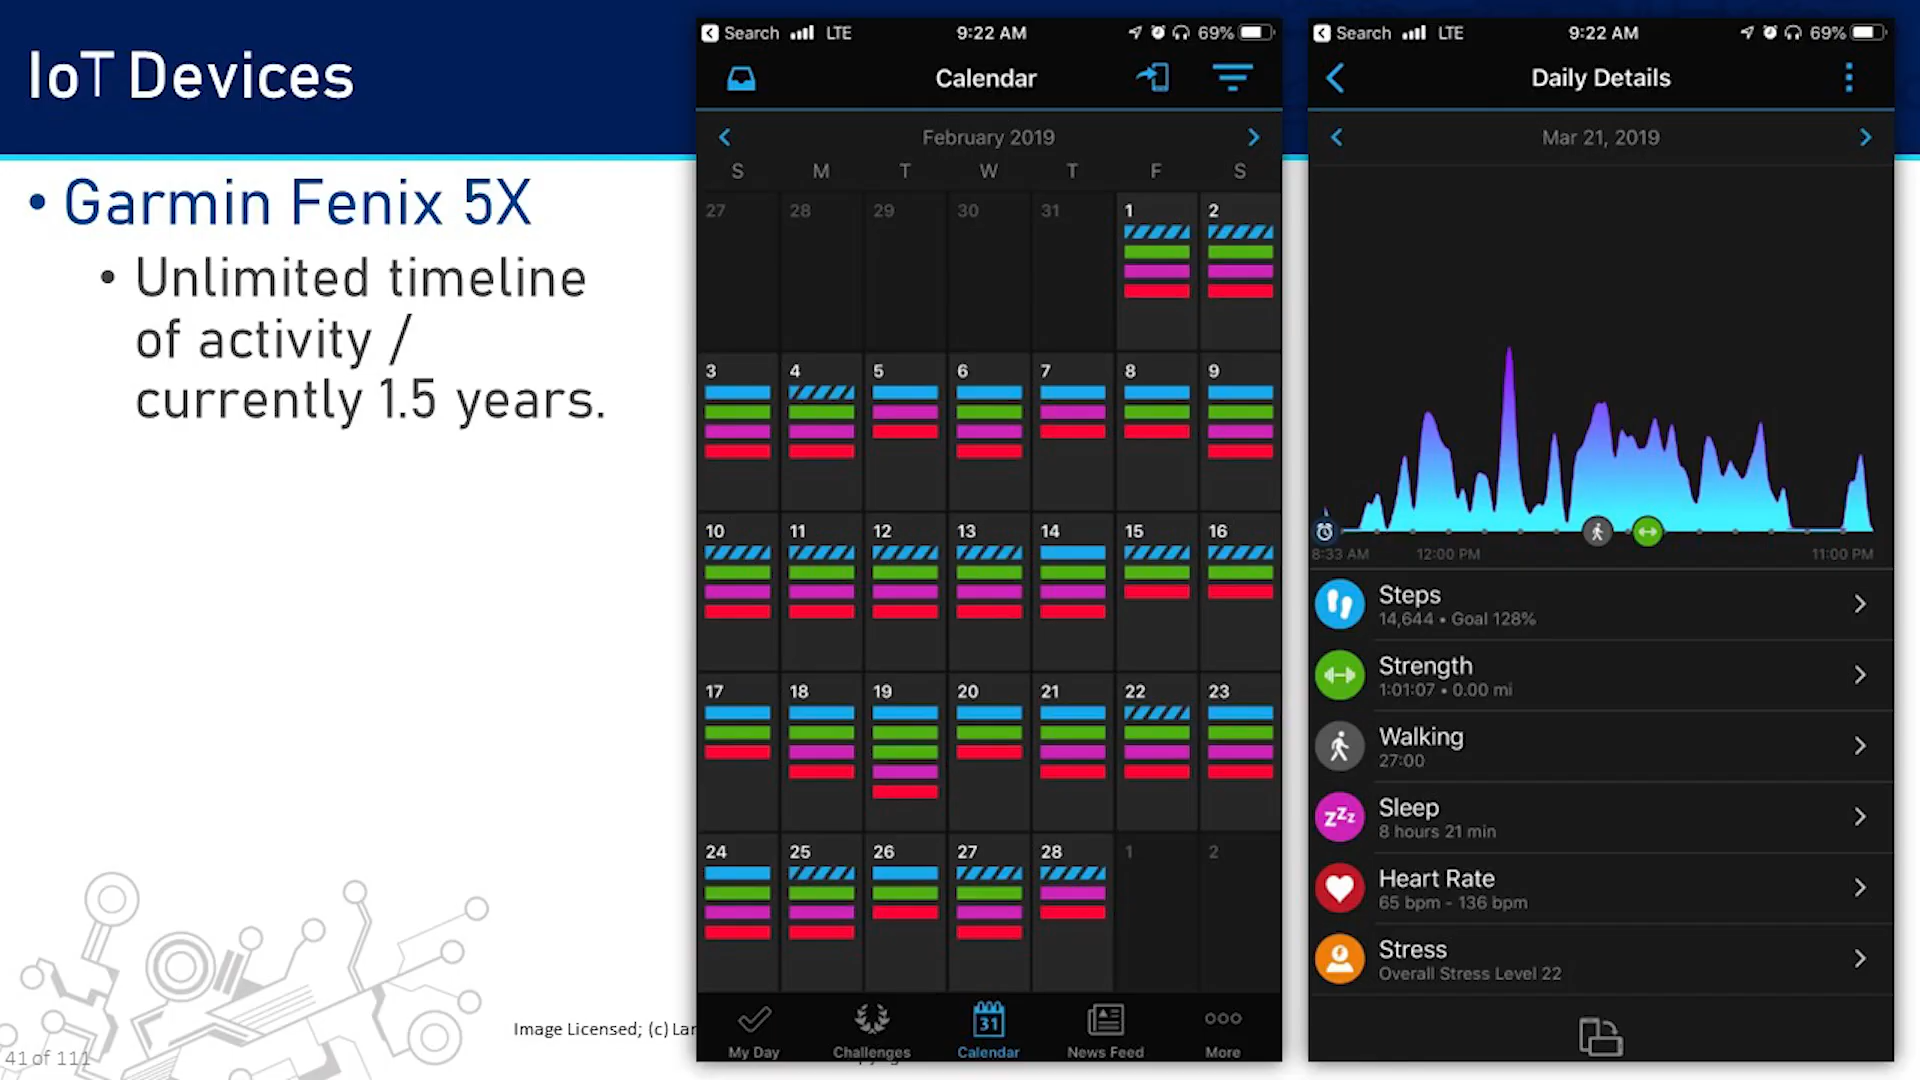 IoT Devices
• Garmin Fenix 5X
• Unlimited timeline
of activity /
currently 1.5 years.
Image Licensed; (c) Lar
41 of 111
Search LTE 9:22 AM 69%
Calendar
February 2019
S M T W T F S
27 28 29 30 31 1 2
3 4 5 6 7 8 9
10 11 12 13 14 15 16
17 18 19 20 21 22 23
24 25 26 27 28 1 2
31
My Day Challenges Calendar News Feed More
Search LTE 9:22 AM 69%
Daily Details
Mar 21, 2019
8:33 AM 12:00 PM 11:00 PM
Steps
14,644 • Goal 128%
Strength
1:01:07 • 0.00 mi
Walking
27:00
zzz
Sleep
8 hours 21 min
Heart Rate
65 bpm - 136 bpm
Stress
Overall Stress Level 22